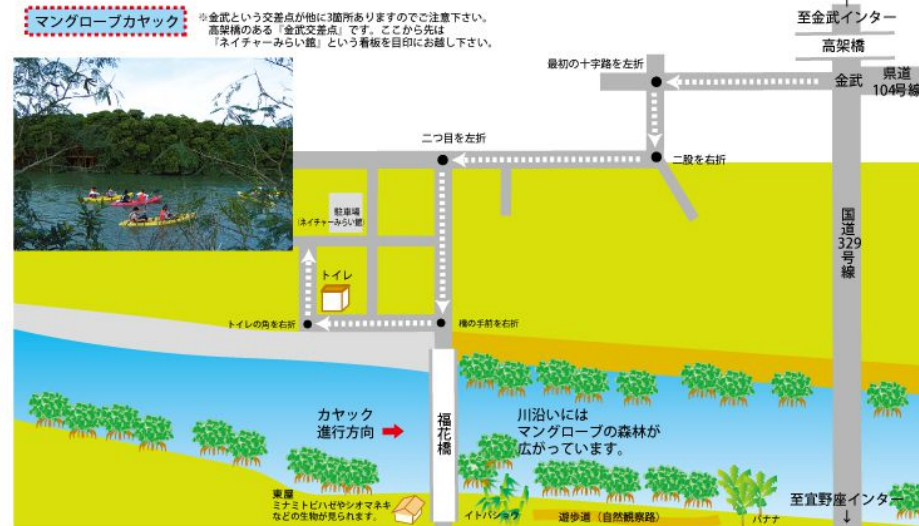 マングローブカヤック
※金武という交差点が他に3箇所ありますのでご注意下さい。
高架橋のある『金武交差点』です。ここから先は
『ネイチャーみらい館』という看板を目印にお越し下さい。
至金武インター
高架橋
金武
県道
104号線
最初の十字路を左折
二つ目を左折
二股を右折
駐車場
(ネイチャーみらい館)
国道329号線
トイレ
トイレの角を右折
橋の手前を右折
カヤック
進行方向
福花橋
川沿いには
マングローブの森林が
広がっています。
東屋
ミナミトビハゼやシオマネキ
などの生物が見られます。
イトバショウ
遊歩道(自然観察路)
バナナ
至宜野座インター